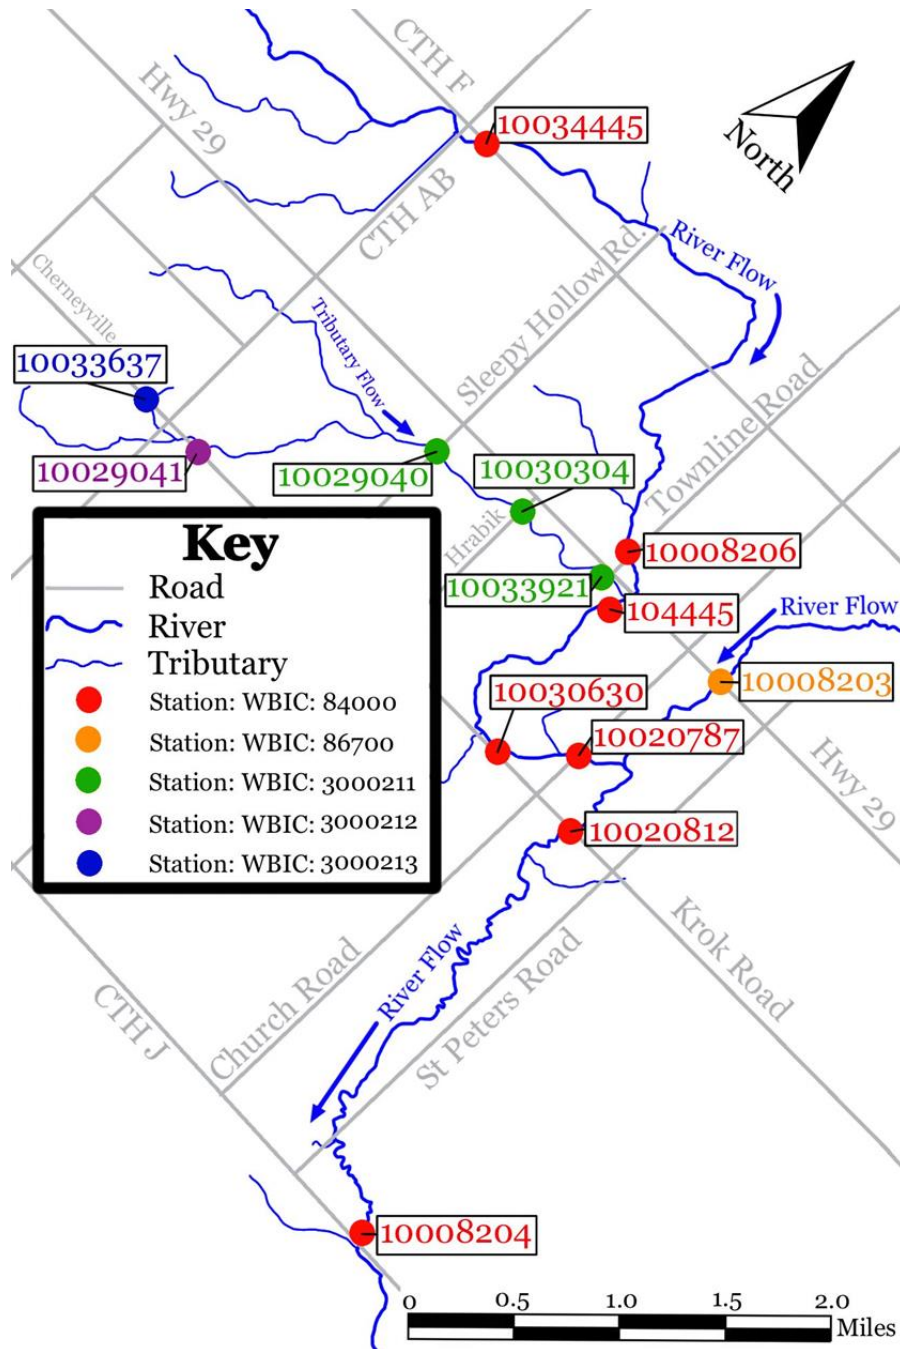 CTH F
Hwy 29
10034445
North
CTH AB
River Flow
Sleepy Hollow Rd.
Cherneyville
Tributary Flow
10033637
Townline Road
10029041
10029040
10030304
Hrabik
10008206
10033921
104445
River Flow
10008203
10030630
10020787
Hwy 29
10020812
Key
Road
River
Tributary
Station: WBIC: 84000
Station: WBIC: 86700
Station: WBIC: 3000211
Station: WBIC: 3000212
Station: WBIC: 3000213
Krok Road
River Flow
Church Road
St Peters Road
CTH J
10008204
0 0.5 1.0 1.5 2.0
Miles